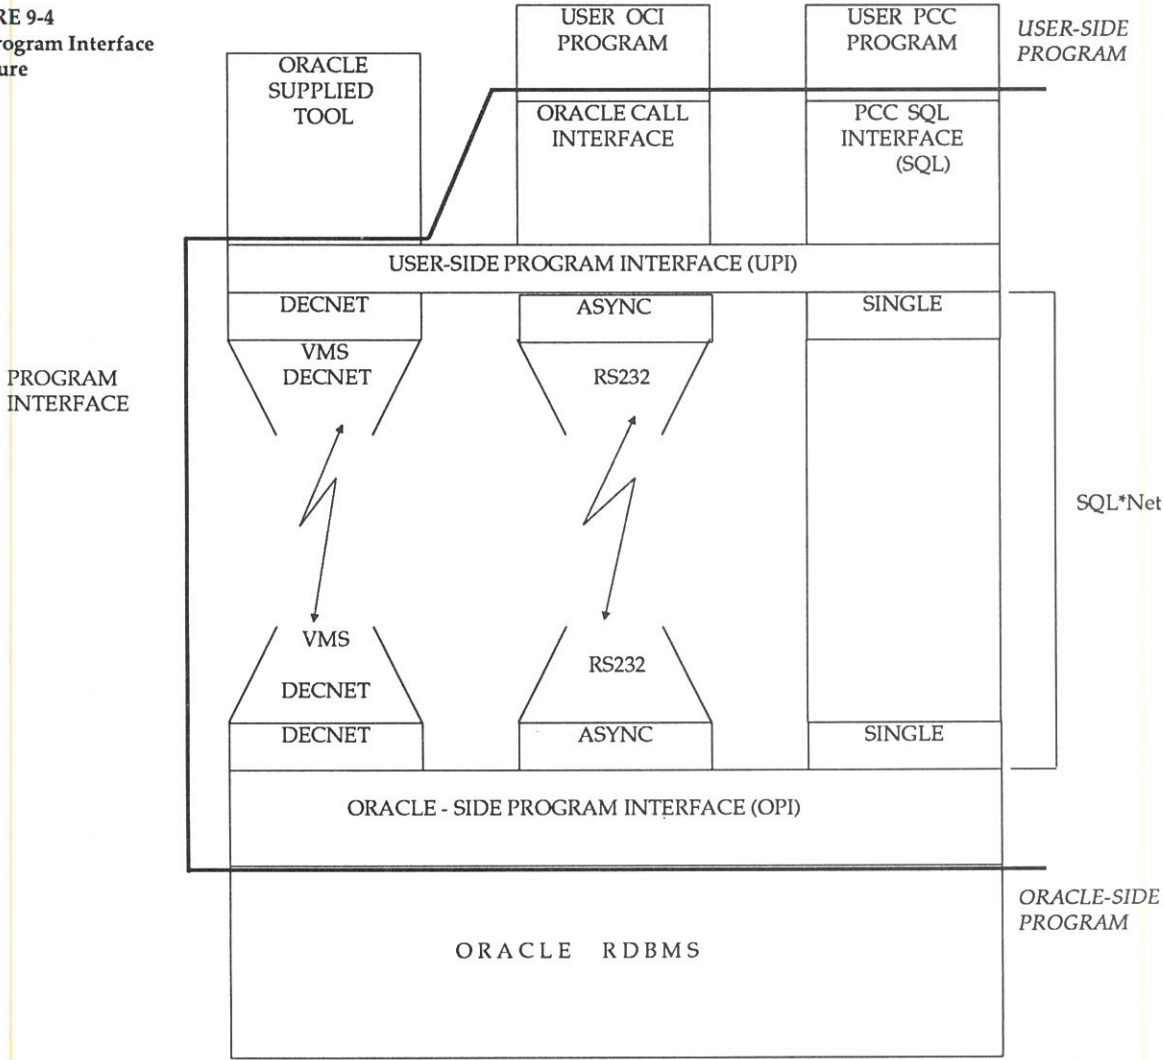 RE 9-4
rogram Interface
ure
ORACLE
SUPPLIED
TOOL
USER OCI
PROGRAM
USER PCC
PROGRAM
USER-SIDE
PROGRAM
ORACLE CALL
INTERFACE
PCC SQL
INTERFACE
(SQL)
USER-SIDE PROGRAM INTERFACE (UPI)
DECNET
ASYNC
SINGLE
VMS
DECNET
RS232
PROGRAM
INTERFACE
SQL*Net
VMS
DECNET
RS232
DECNET
ASYNC
SINGLE
ORACLE - SIDE PROGRAM INTERFACE (OPI)
ORACLE-SIDE
PROGRAM
ORACLE RDBMS